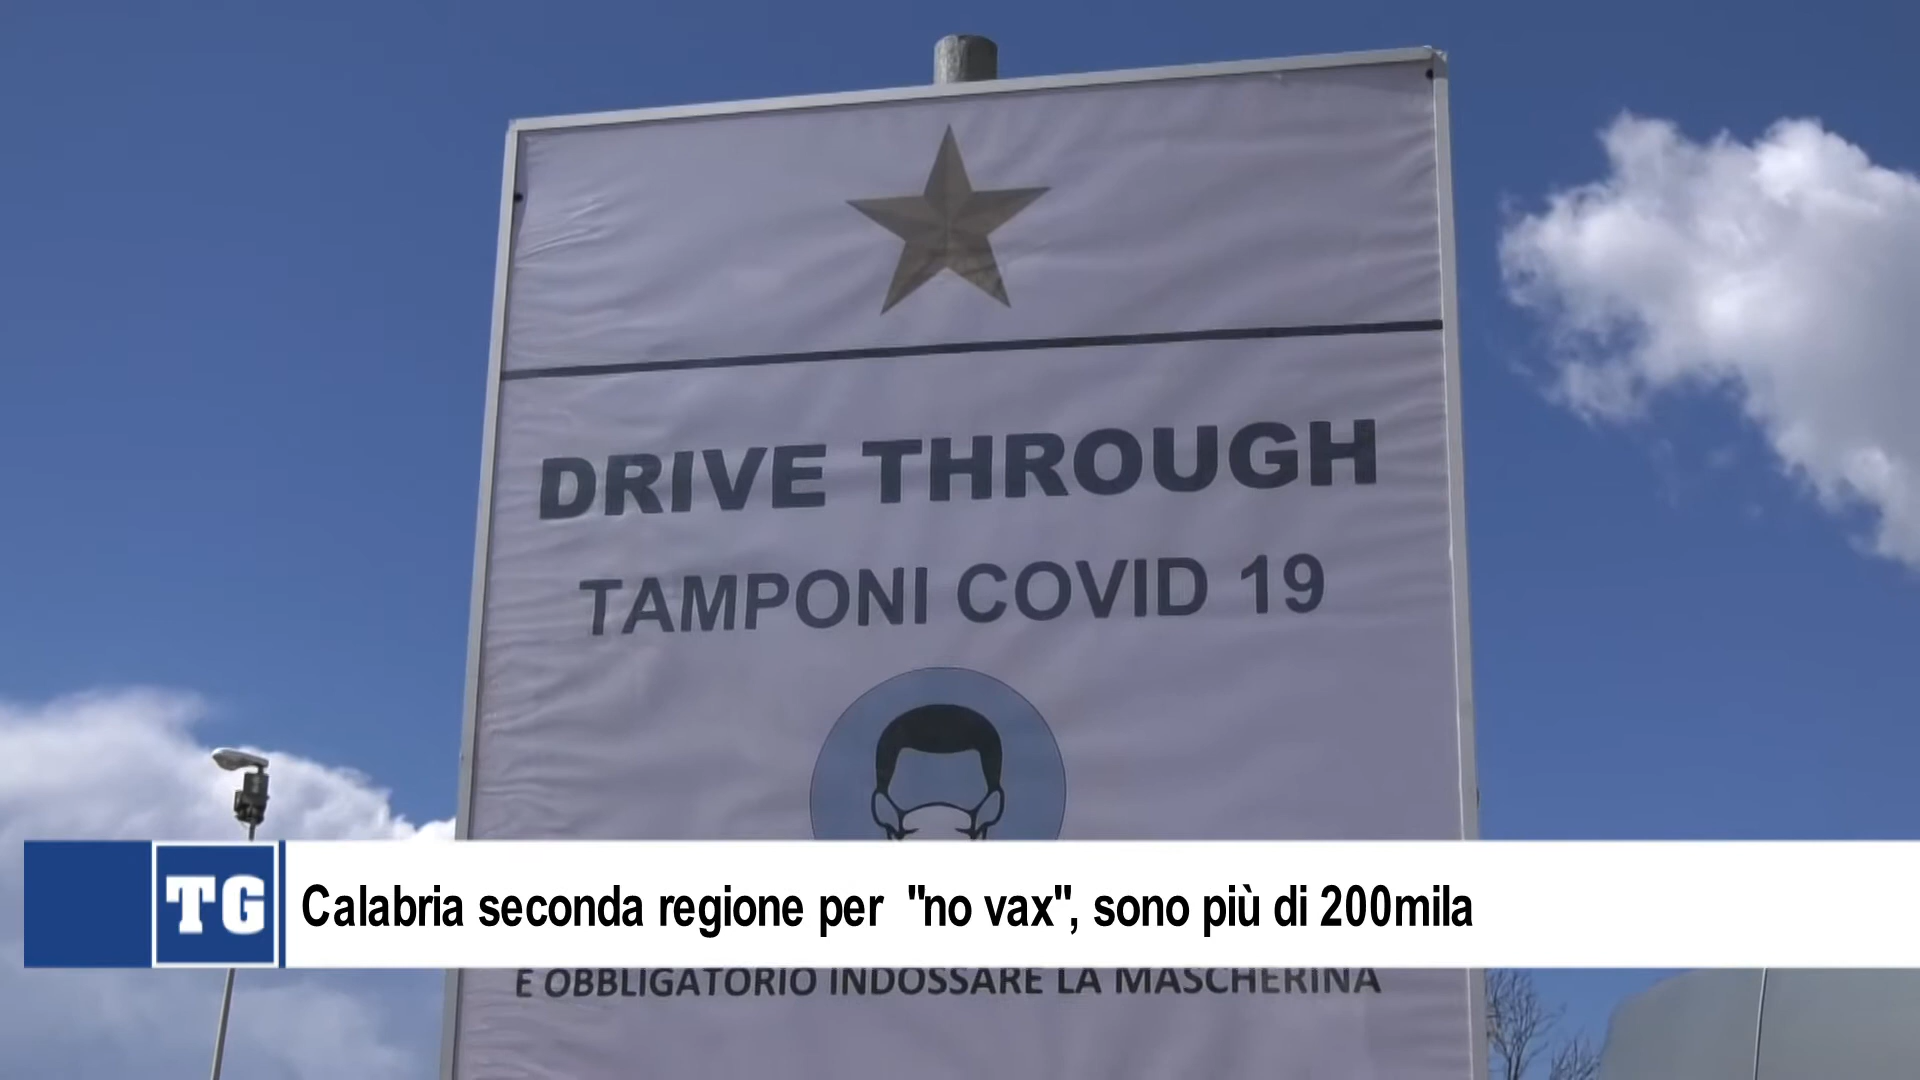 DRIVE THROUGH
TAMPONI COVID 19
TG
Calabria seconda regione per "no vax", sono più di 200mila
E OBBLIGATORIO INDOSSARE LA MASCHERINA